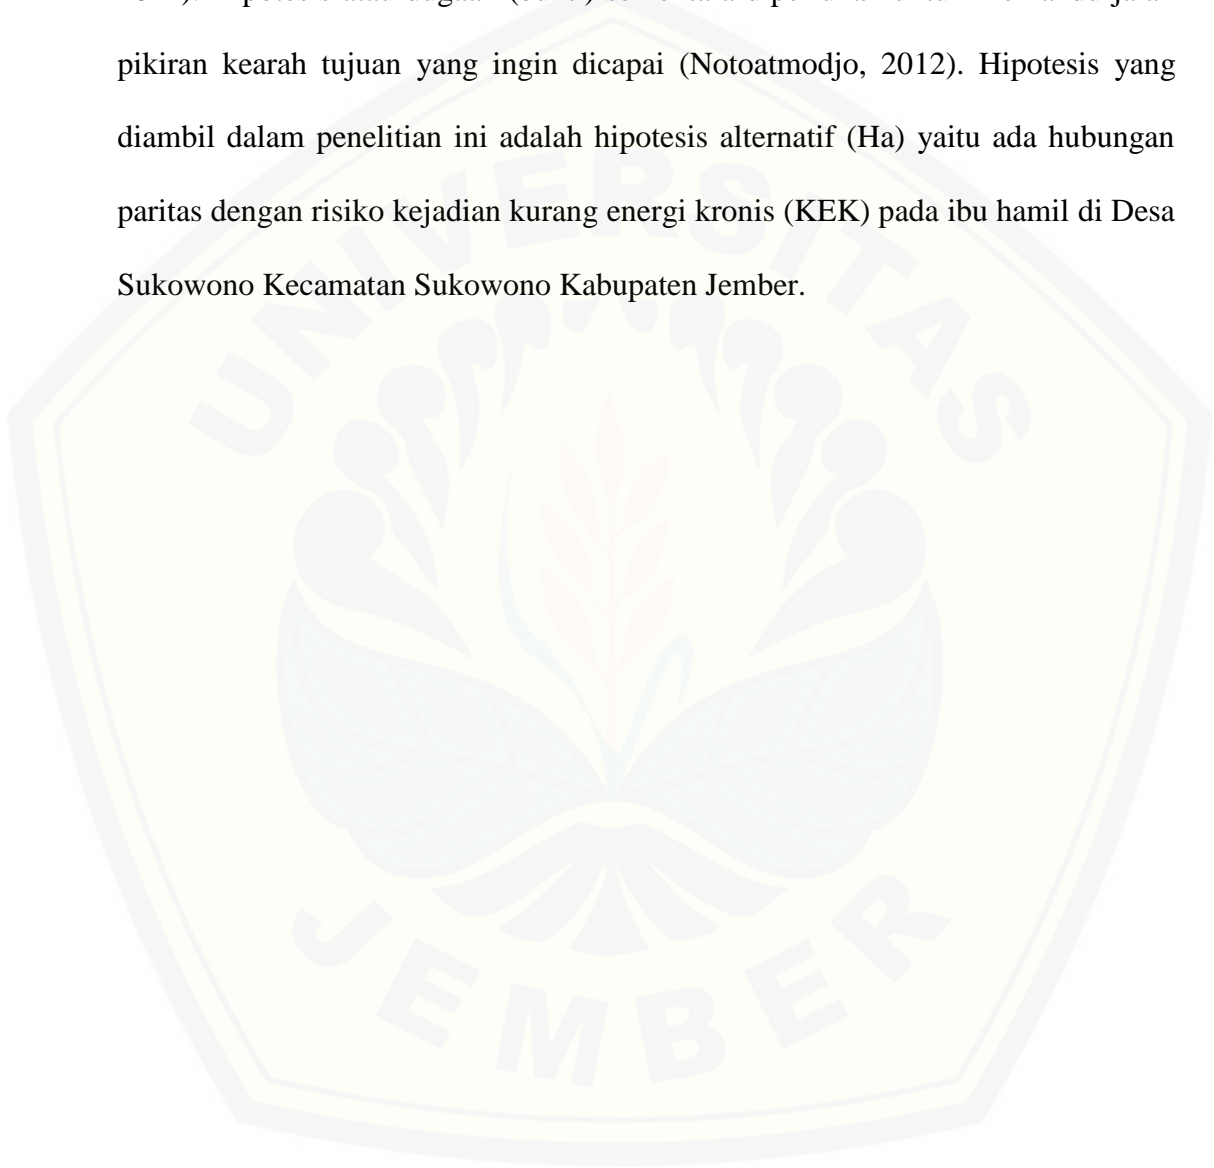 pikiran kearah tujuan yang ingin dicapai (Notoatmodjo, 2012). Hipotesis yang
diambil dalam penelitian ini adalah hipotesis alternatif (Ha) yaitu ada hubungan
paritas dengan risiko kejadian kurang energi kronis (KEK) pada ibu hamil di Desa
Sukowono Kecamatan Sukowono Kabupaten Jember.
UNIVERSITAS
JEMBER